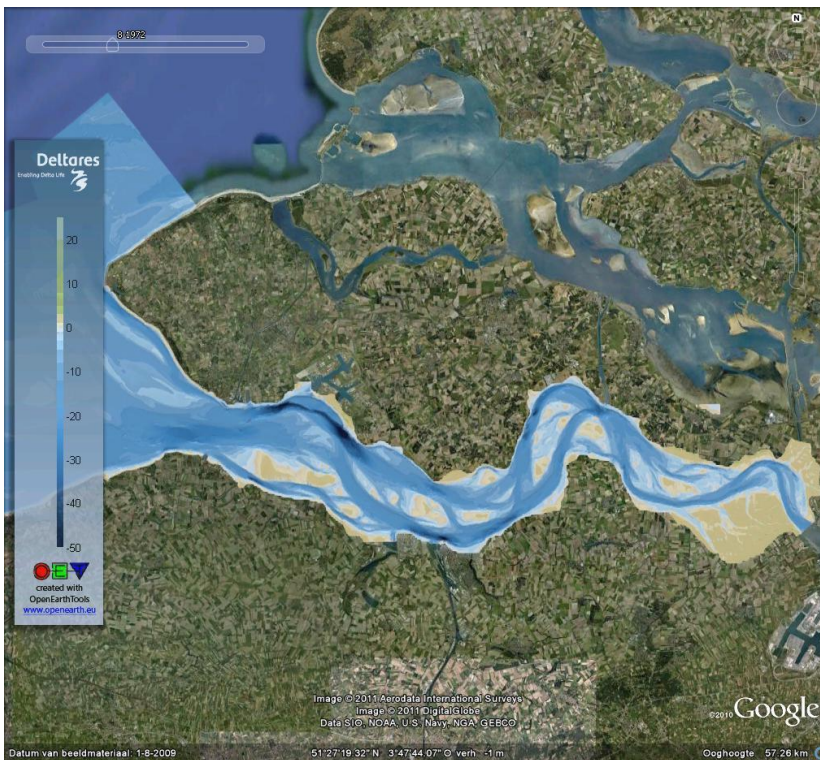 8 1972
N
Deltares
Enabling Delta Life
20
10
0
-10
-20
-30
-40
-50
E
created with
OpenEarthTools
www.openearth.eu
Image © 2011 Aerodata International Surveys
Image © 2011 DigitalGlobe
Data SIO, NOAA, U.S. Navy, NGA, GEBCO
©2010 Google
Datum van beeldmateriaal: 1-8-2009 51°27'19.32" N 3°47'44.07" O verh. -1 m Ooghoogte 57.26 km